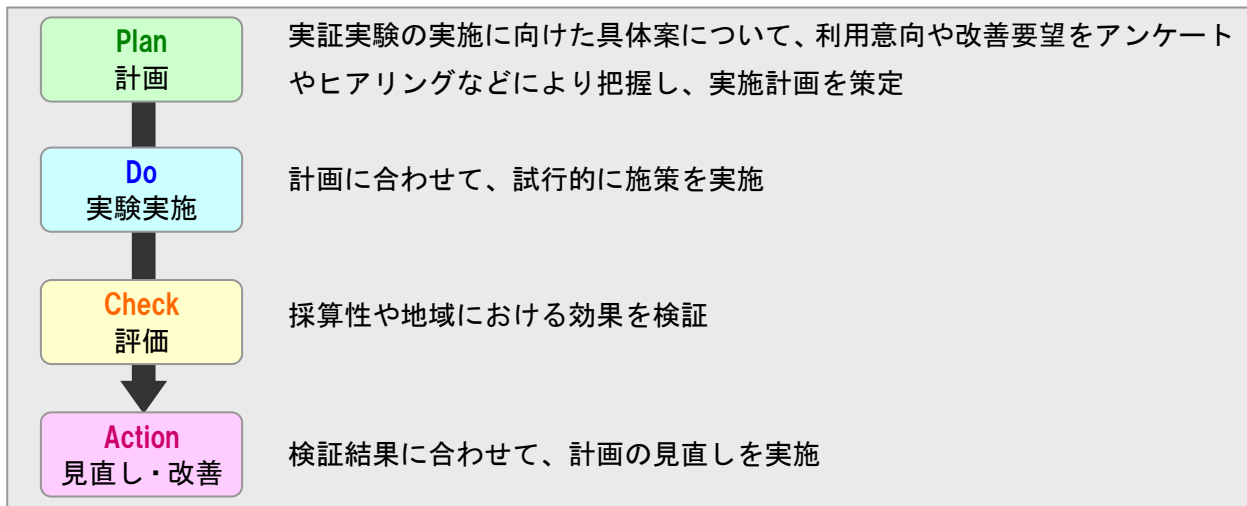 Plan
計画
実証実験の実施に向けた具体案について、利用意向や改善要望をアンケート
やヒアリングなどにより把握し、実施計画を策定
Do
実験実施
計画に合わせて、試行的に施策を実施
Check
評価
採算性や地域における効果を検証
Action
見直し・改善
検証結果に合わせて、計画の見直しを実施